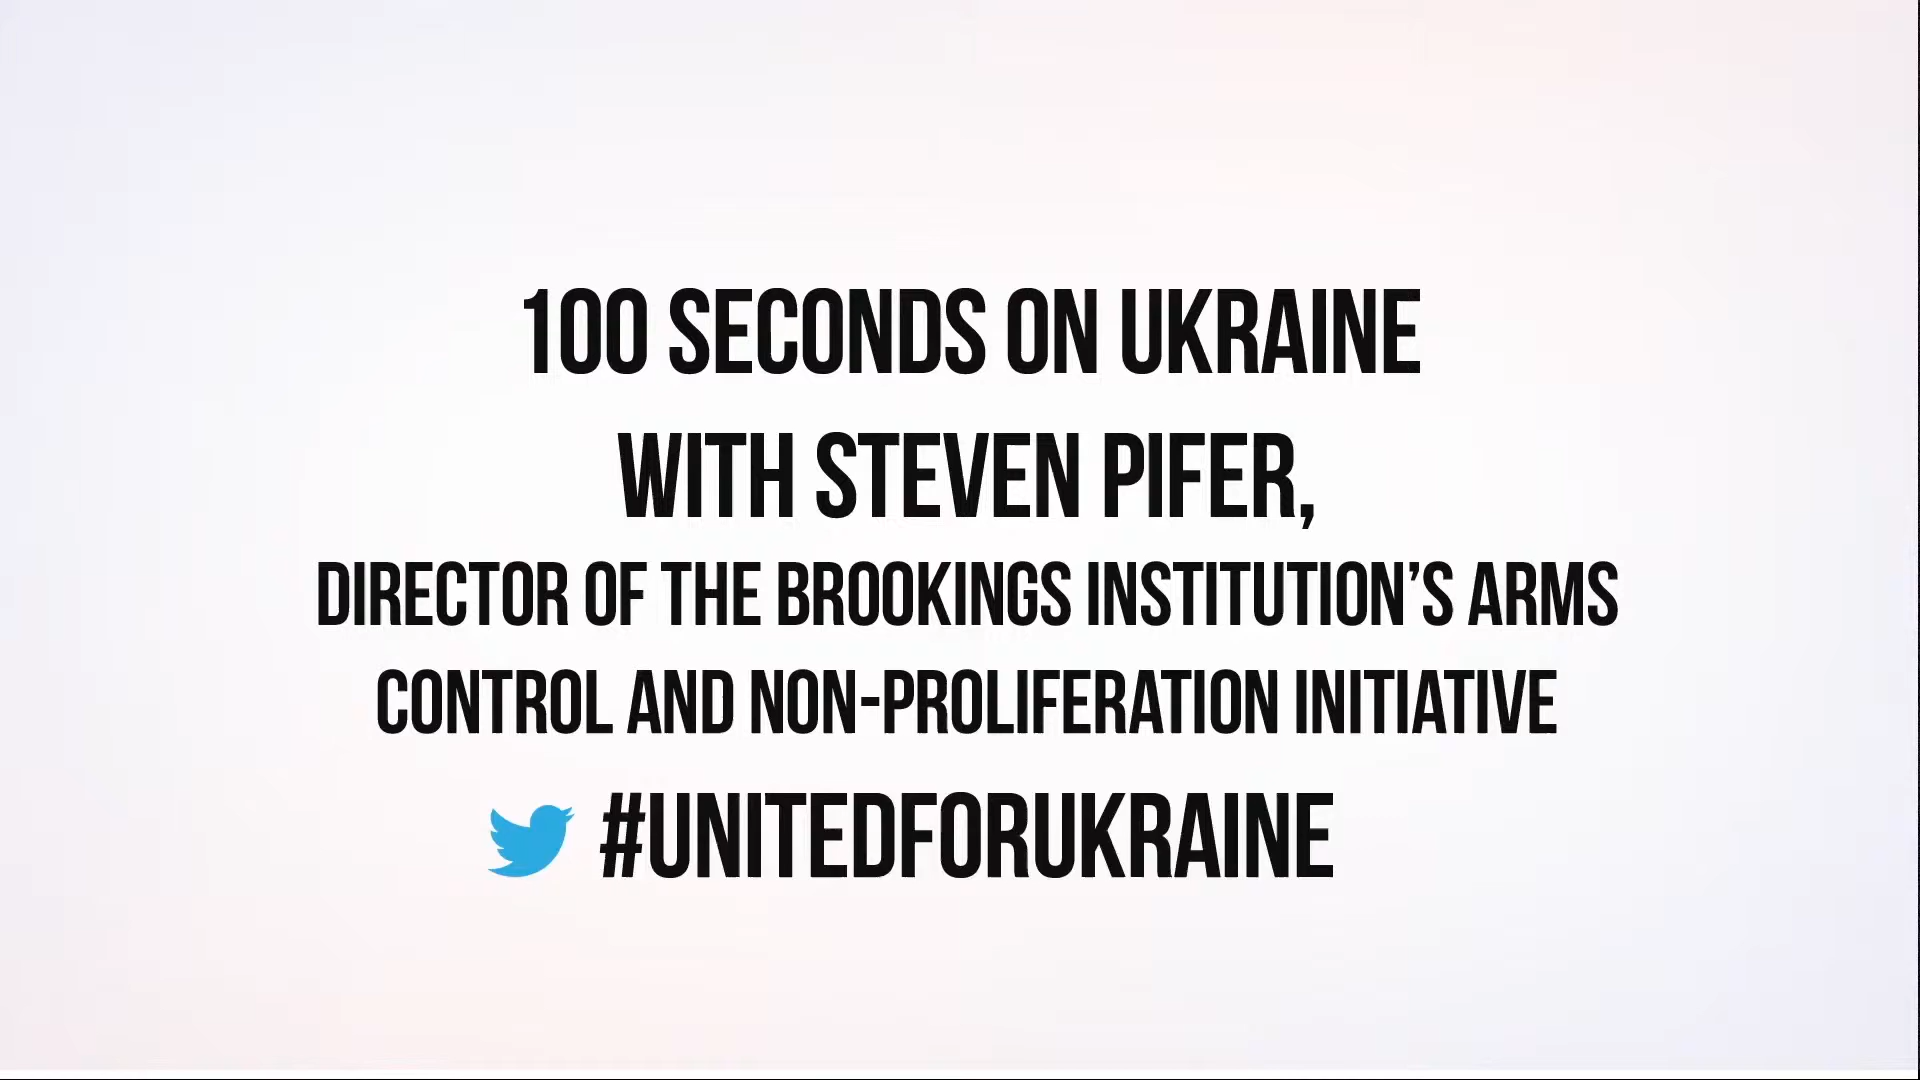 100 SECONDS ON UKRAINE
WITH STEVEN PIFER,
DIRECTOR OF THE BROOKINGS INSTITUTION’S ARMS
CONTROL AND NON-PROLIFERATION INITIATIVE
#UNITEDFORUKRAINE